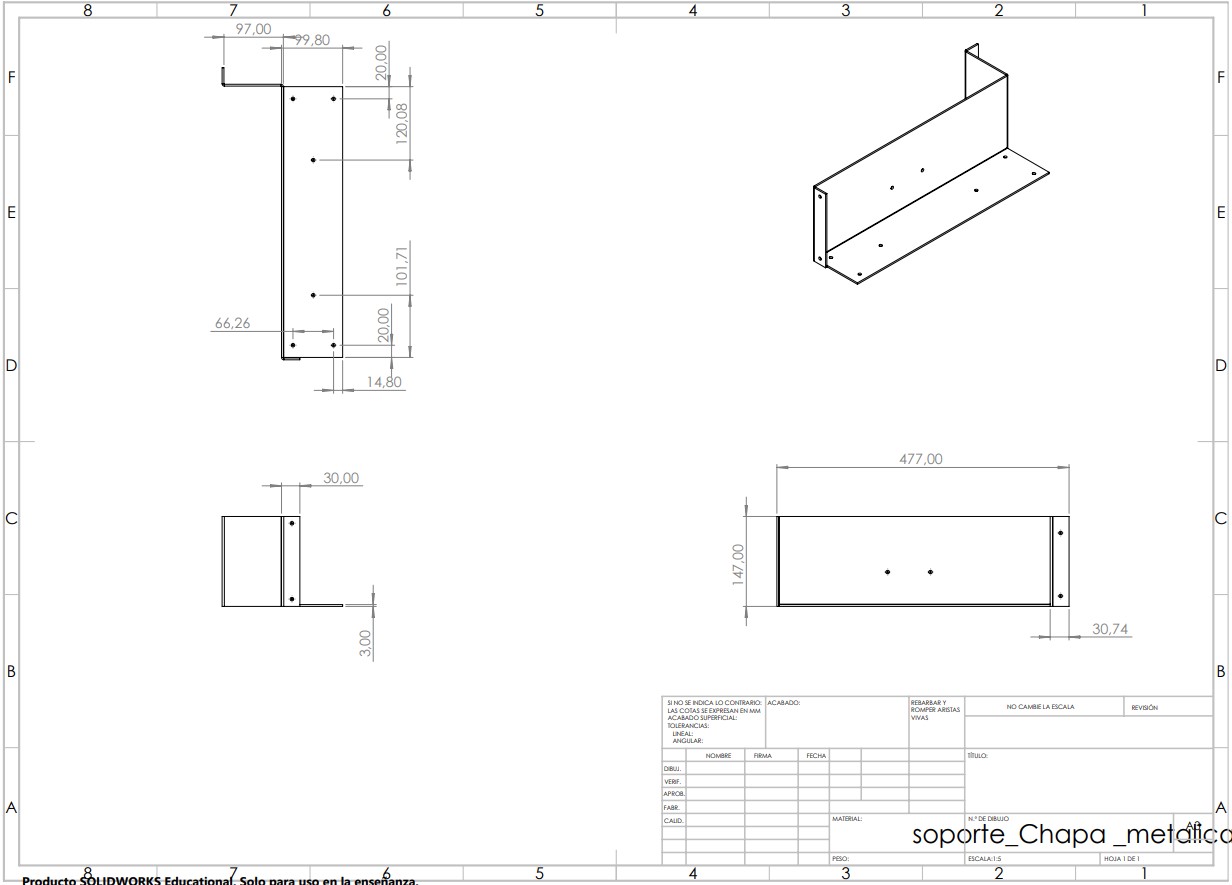 8 7 6 5 4 3 2 1
97,00
99,80
20,00
F F
120,08
E E
101,71
66,26
20,00
D D
14,80
477,00
30,00
C C
147,00
30,74
3,00
B B
SI NO SE INDICA LO CONTRARIO:
LAS COTAS SE EXPRESAN EN MM
ACABADO SUPERFICIAL:
TOLERANCIAS:
LINEAL:
ANGULAR:
ACABADO:
REBARBAR Y
ROMPER ARISTAS
VIVAS
NO CAMBIE LA ESCALA
REVISIÓN
NOMBRE FIRMA FECHA
TÍTULO:
DIBUJ.
VERIF.
APROB.
FABR.
CALID.
A A
MATERIAL:
N.º DE DIBUJO
soporte_Chapa _metalica
PESO:
ESCALA:1:5
HOJA 1 DE 1
8 7 6 5 4 3 2 1
Producto SOLIDWORKS Educational. Solo para uso en la enseñanza.